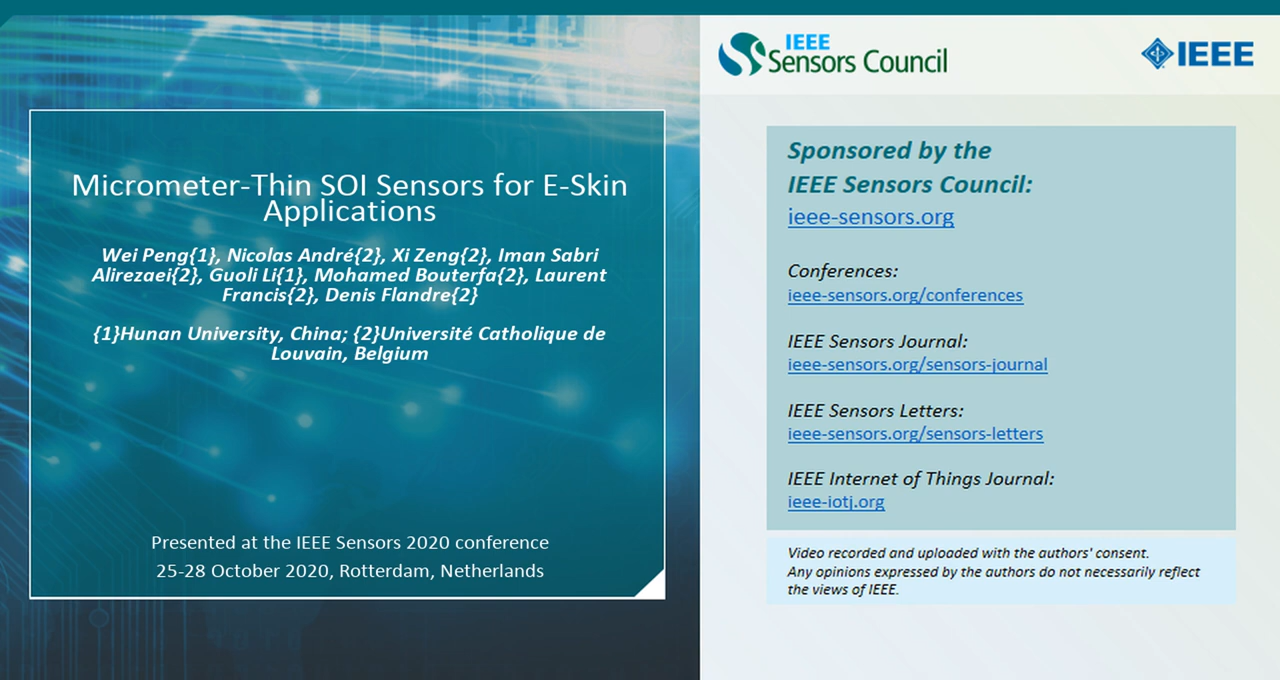 Micrometer-Thin SOI Sensors for E-Skin
Applications
Wei Peng{1}, Nicolas André{2}, Xi Zeng{2}, Iman Sabri
Alirezaei{2}, Guoli Li{1}, Mohamed Bouterfa{2}, Laurent
Francis{2}, Denis Flandre{2}
{1}Hunan University, China; {2}Université Catholique de
Louvain, Belgium
Presented at the IEEE Sensors 2020 conference
25-28 October 2020, Rotterdam, Netherlands
IEEE
Sensors Council
IEEE
Sponsored by the
IEEE Sensors Council:
ieee-sensors.org
Conferences:
ieee-sensors.org/conferences
IEEE Sensors Journal:
ieee-sensors.org/sensors-journal
IEEE Sensors Letters:
ieee-sensors.org/sensors-letters
IEEE Internet of Things Journal:
ieee-iotj.org
Video recorded and uploaded with the authors' consent.
Any opinions expressed by the authors do not necessarily reflect
the views of IEEE.